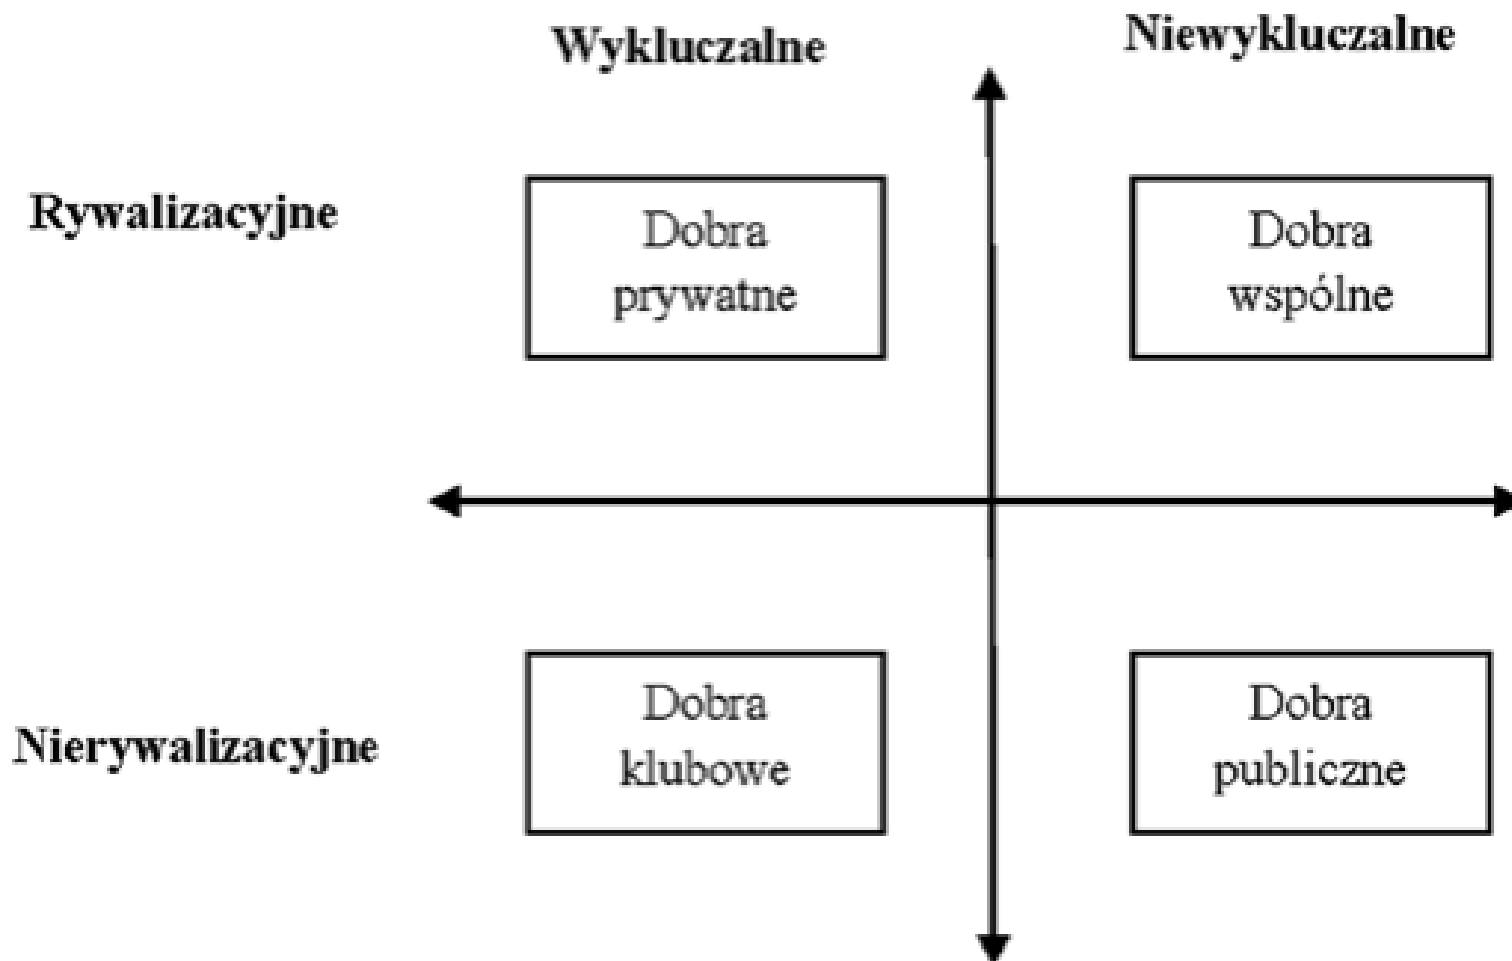 Wykluczalne
Niewykluczalne
Rywalizacyjne
Dobra
prywatne
Dobra
wspólne
Nierywalizacyjne
Dobra
klubowe
Dobra
publiczne